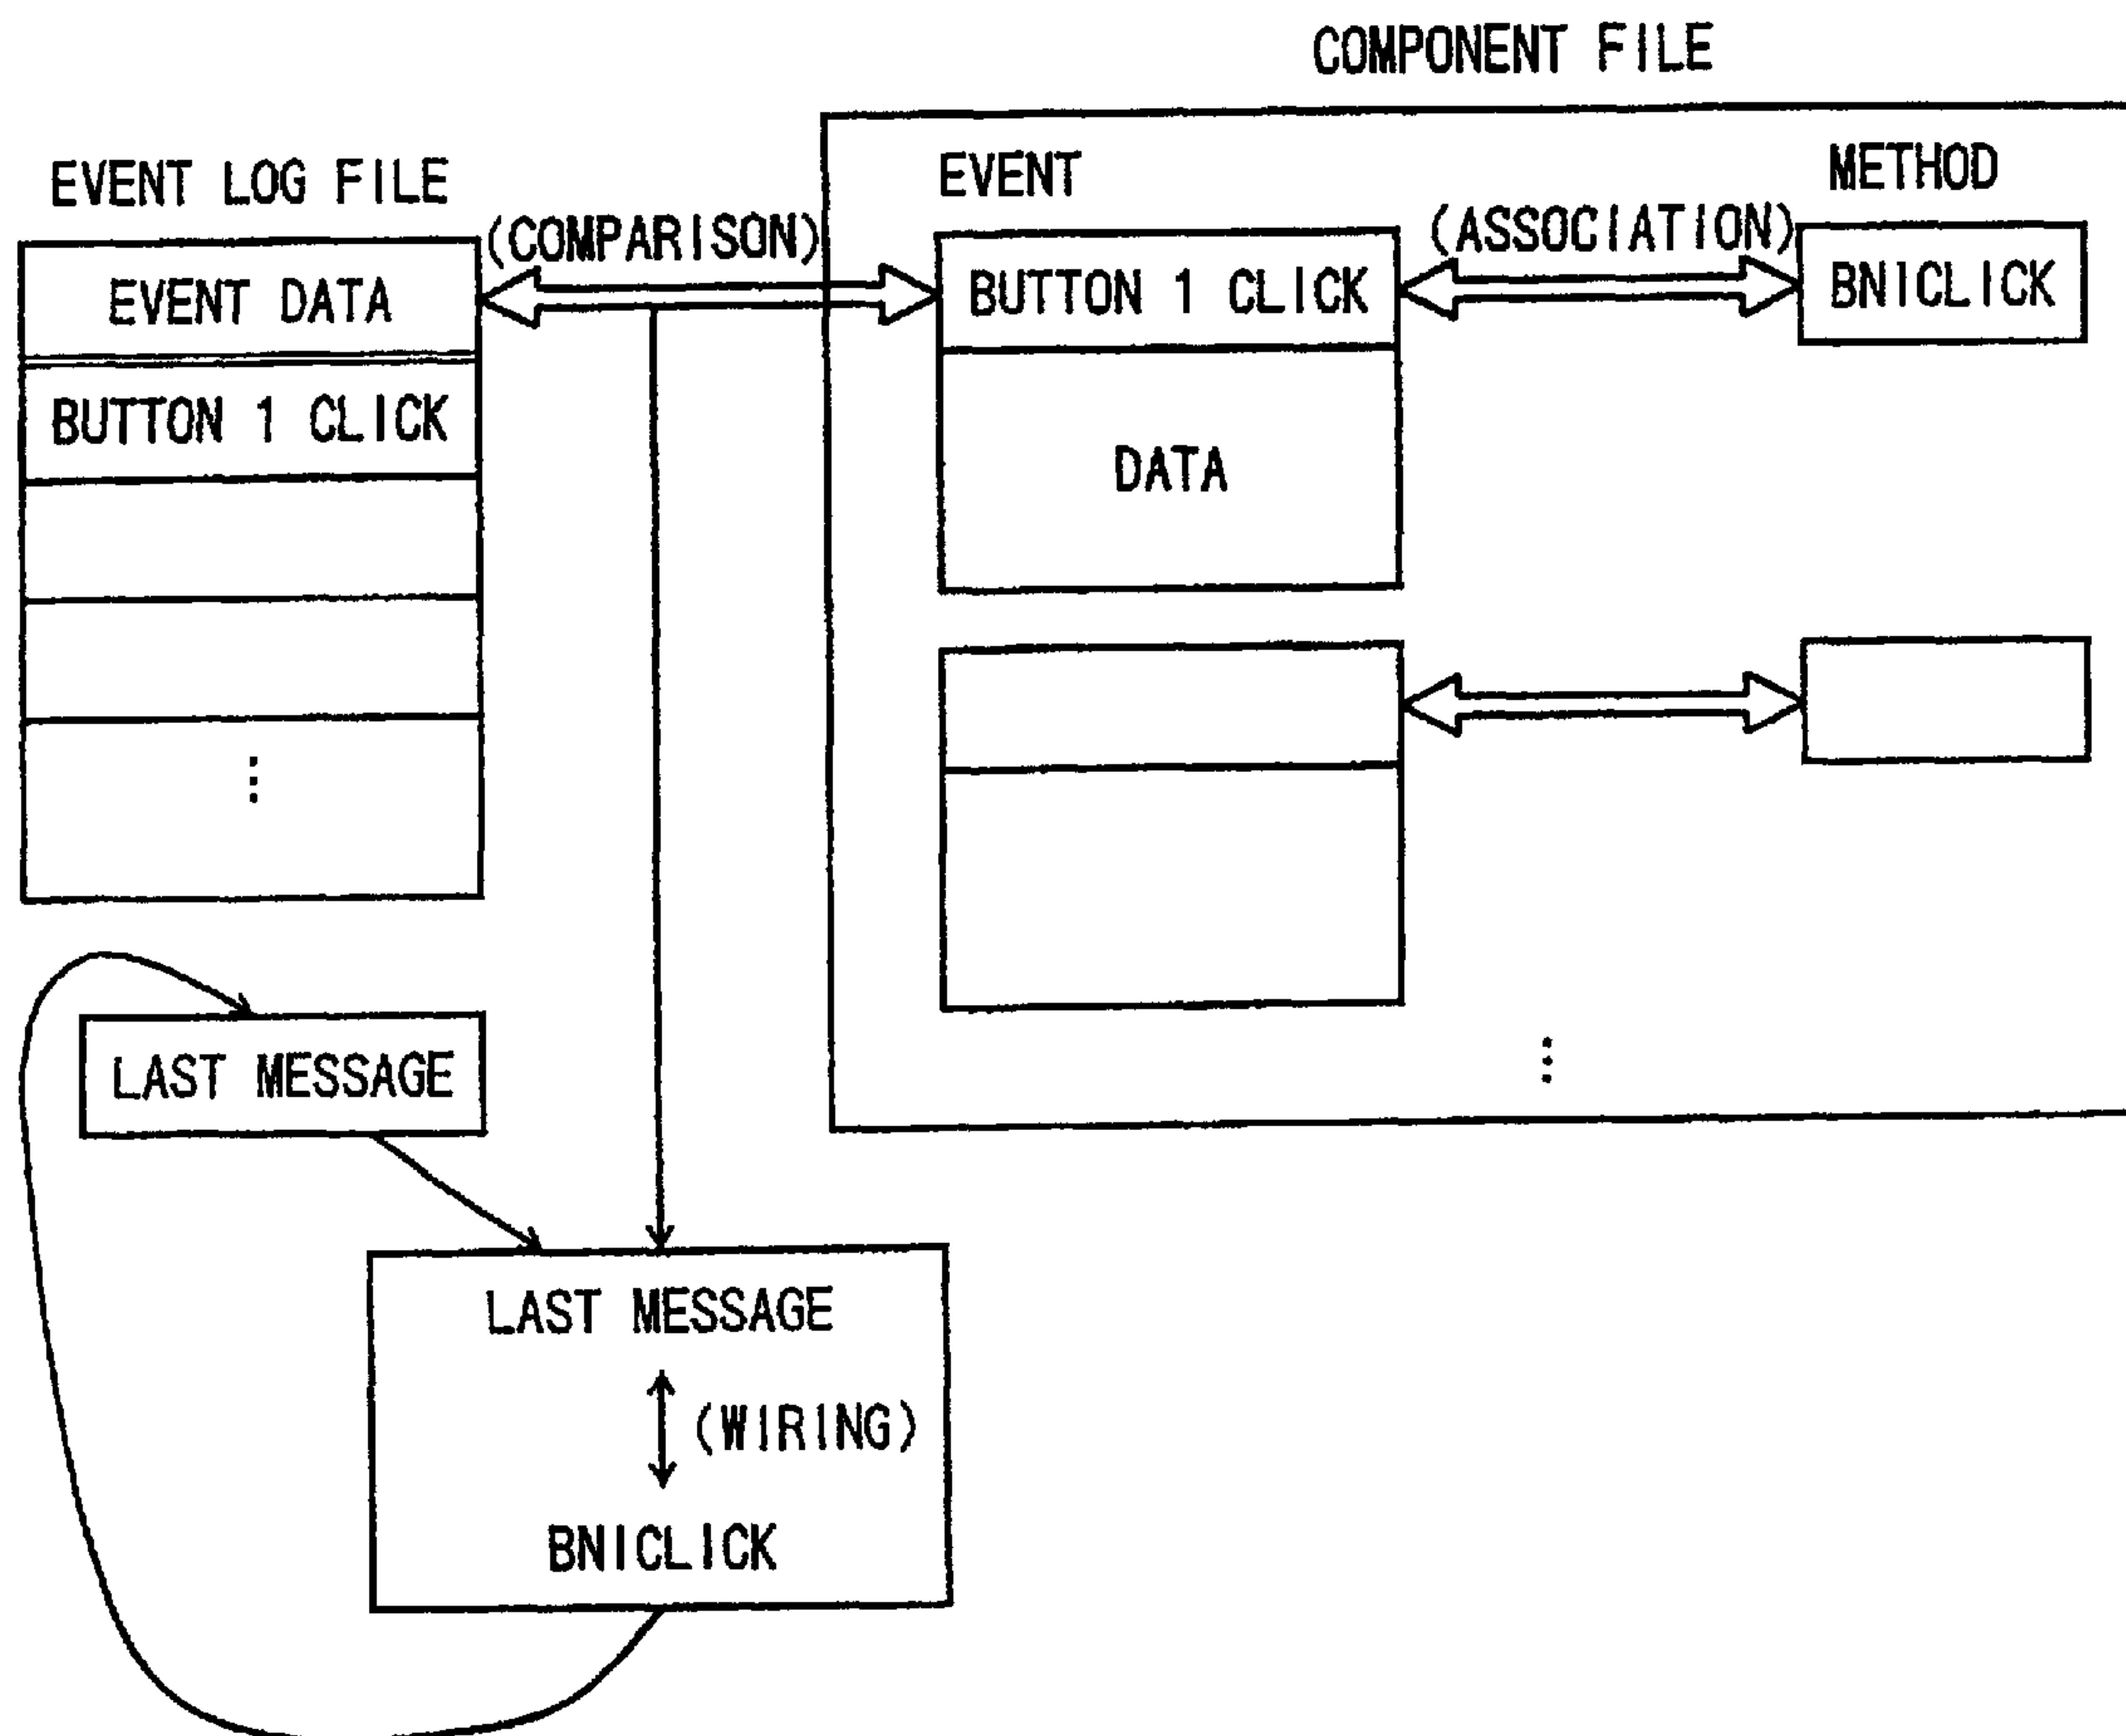 COMPONENT FILE
EVENT LOG FILE
EVENT
METHOD
(COMPARISON)
(ASSOCIATION)
EVENT DATA
BUTTON 1 CLICK
BNICLICK
BUTTON 1 CLICK
DATA
LAST MESSAGE
LAST MESSAGE
(WIRING)
BNICLICK